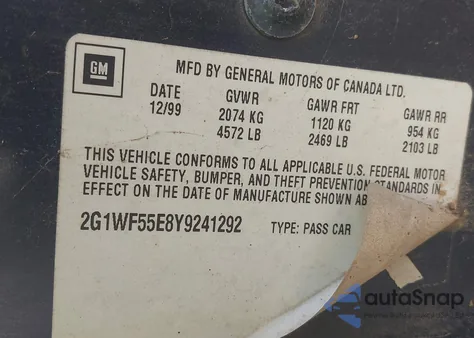 GM
MFD BY GENERAL MOTORS OF CANADA LTD.
DATE GVWR GAWR FRT GAWR RR
12/99 2074 KG 1120 KG 954 KG
4572 LB 2469 LB 2103 LB
THIS VEHICLE CONFORMS TO ALL APPLICABLE U.S. FEDERAL MOTOR
VEHICLE SAFETY, BUMPER, AND THEFT PREVENTION STANDARDS IN
EFFECT ON THE DATE OF MANUFACTURE SHOWN AB
2G1WF55E8Y9241292 TYPE: PASS CAR
autaSnap